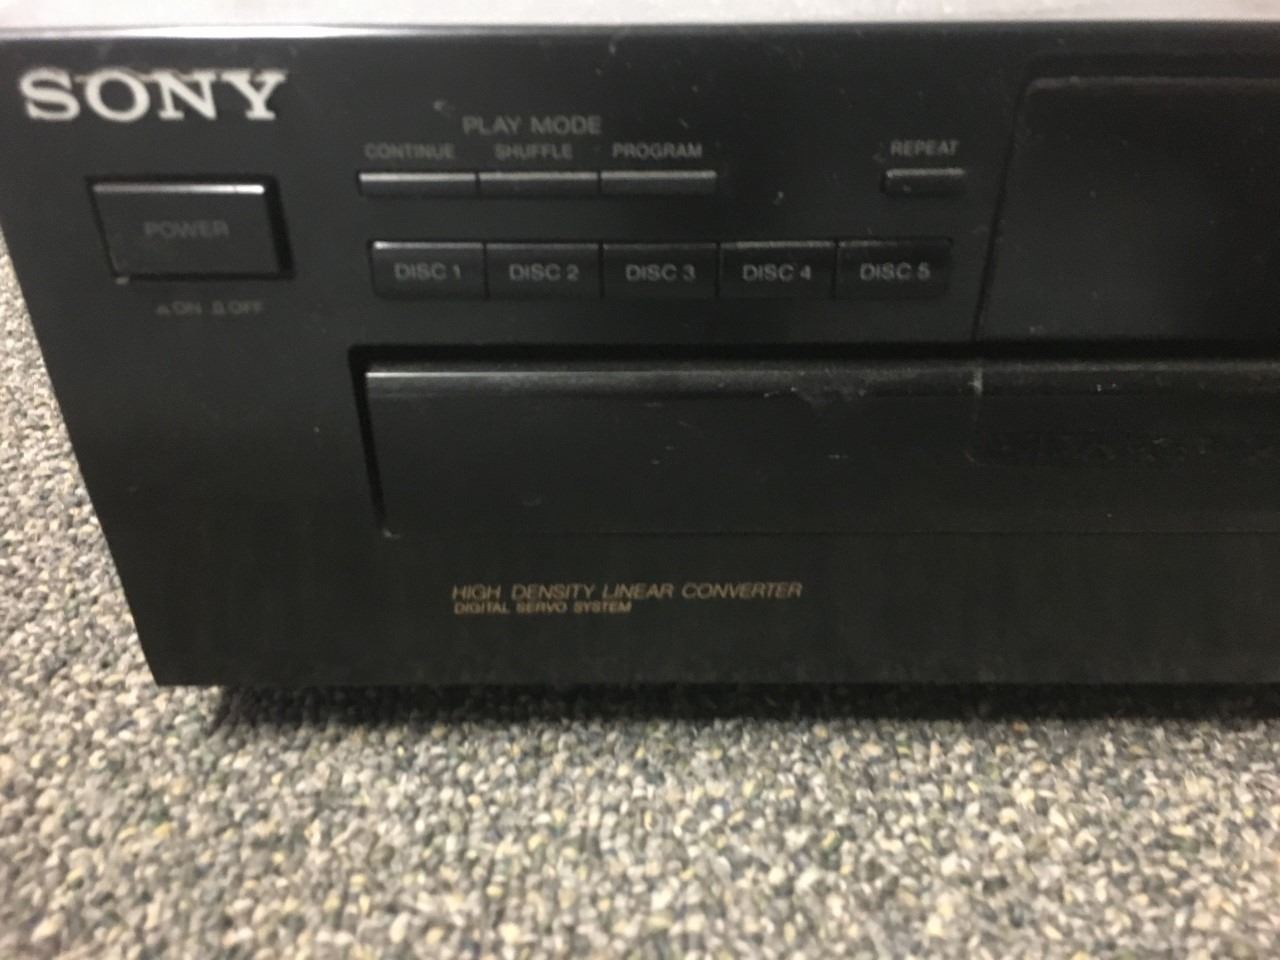 SONY
PLAY MODE
CONTINUE SHUFFLE PROGRAM
REPEAT
POWER
DISC 1 DISC 2 DISC 3 DISC 4 DISC 5
ON OFF
HIGH DENSITY LINEAR CONVERTER
DIGITAL SERVO SYSTEM